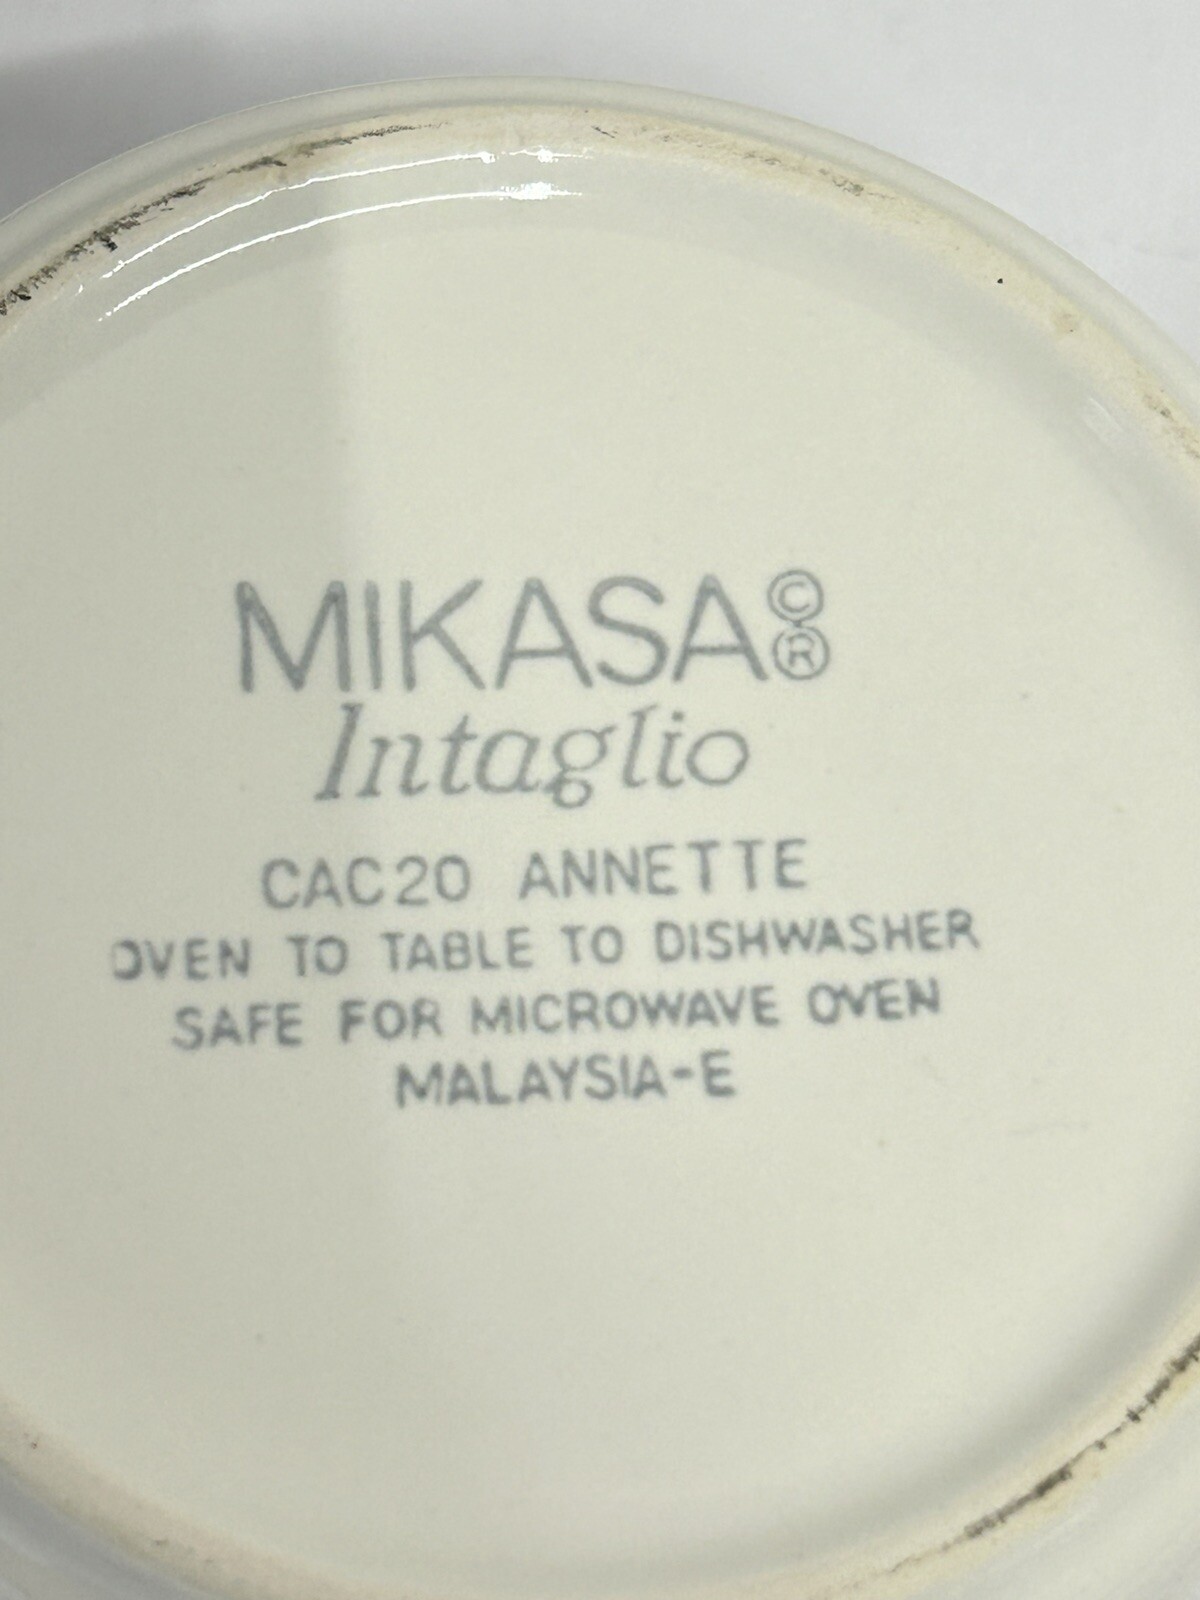 MIKASA©®
Intaglio
CAC20 ANNETTE
OVEN TO TABLE TO DISHWASHER
SAFE FOR MICROWAVE OVEN
MALAYSIA-E